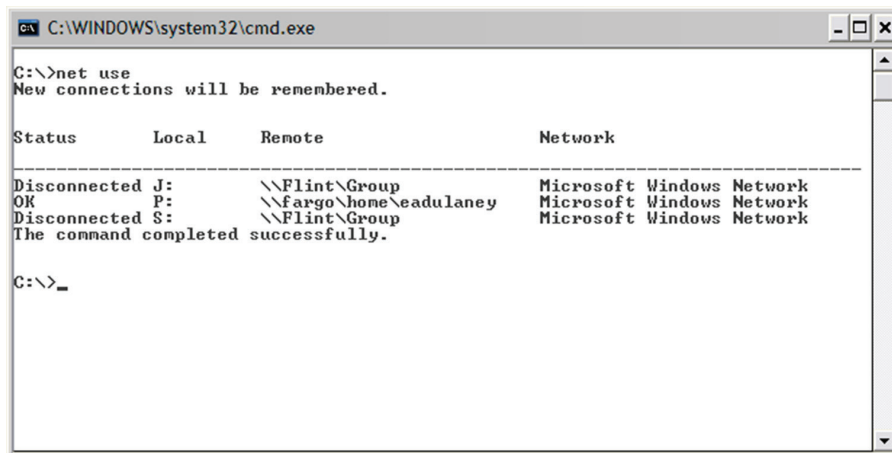 C:\WINDOWS\system32\cmd.exe
C:\>net use
New connections will be remembered.
Status Local Remote Network
-------------------------------------------------------------------------------
Disconnected J: \\Flint\Group Microsoft Windows Network
OK P: \\fargo\home\eadulaney Microsoft Windows Network
Disconnected S: \\Flint\Group Microsoft Windows Network
The command completed successfully.
C:\>_